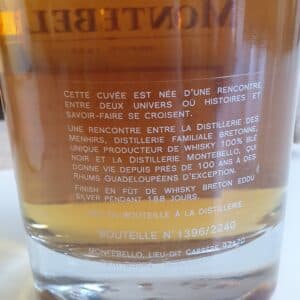 MONTEBEL
CETTE CUVÉE EST NÉE D'UNE RENCONTRE
ENTRE DEUX UNIVERS OÙ HISTOIRES ET
SAVOIR-FAIRE SE CROISENT.
UNE RENCONTRE ENTRE LA DISTILLERIE DES
MENHIRS, DISTILLERIE FAMILIALE BRETONNE,
UNIQUE PRODUCTEUR DE WHISKY 100% BLÉ
NOIR ET LA DISTILLERIE MONTEBELLO, QUI
DONNE VIE DEPUIS PRÈS DE 100 ANS À DES
RHUMS GUADELOUPÉENS D'EXCEPTION.
FINISH EN FÛT DE WHISKY BRETON EDDU
SILVER PENDANT 188 JOURS.
BOUTEILLE À LA DISTILLERIE.
BOUTEILLE N°1396/2240
MONTEBELLO, LIEU-DIT CARRÈRE 97170